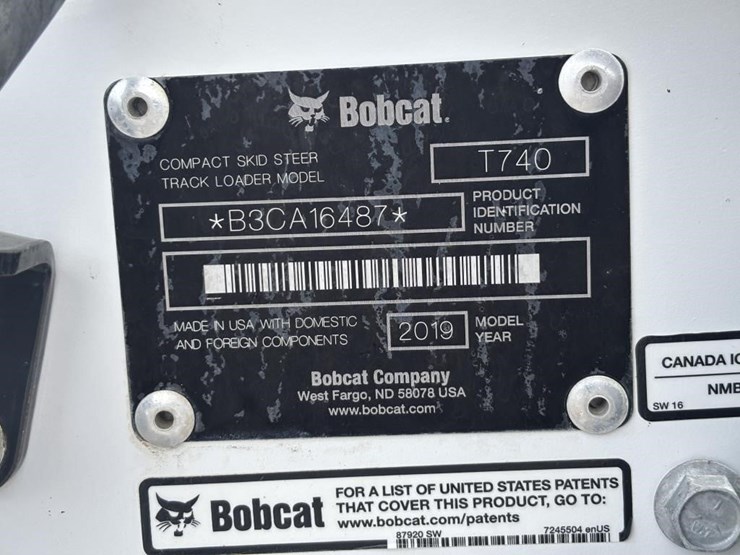 Bobcat.
COMPACT SKID STEER
TRACK LOADER MODEL
T740
*B3CA16487*
PRODUCT
IDENTIFICATION
NUMBER
MADE IN USA WITH DOMESTIC
AND FOREIGN COMPONENTS
2019
MODEL
YEAR
Bobcat Company
West Fargo, ND 58078 USA
www.bobcat.com
CANADA IC
NMB
SW 16
Bobcat
FOR A LIST OF UNITED STATES PATENTS
THAT COVER THIS PRODUCT, GO TO:
www.bobcat.com/patents
87920 SW
7245504 enUS